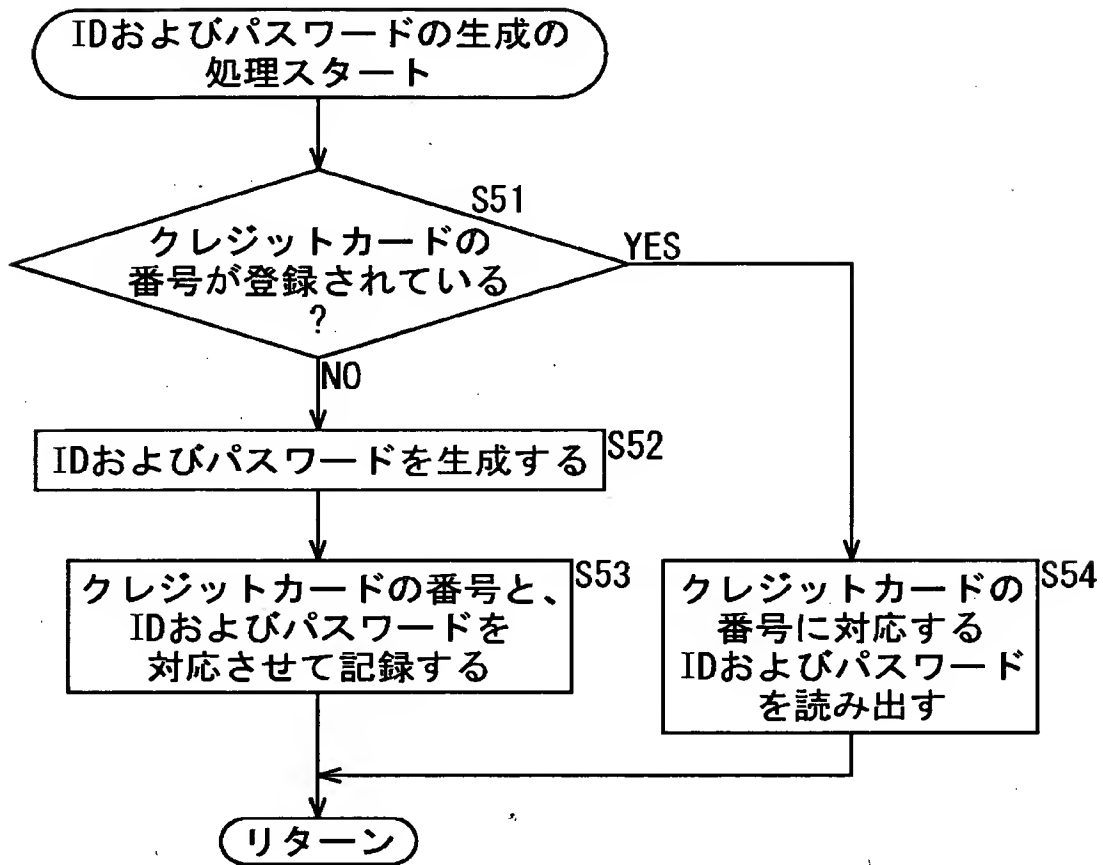 IDおよびパスワードの生成の
処理スタート
S51
クレジットカードの
番号が登録されている
?
YES
NO
IDおよびパスワードを生成する
S52
クレジットカードの番号と、
IDおよびパスワードを
対応させて記録する
S53
クレジットカードの
番号に対応する
IDおよびパスワード
を読み出す
S54
リターン